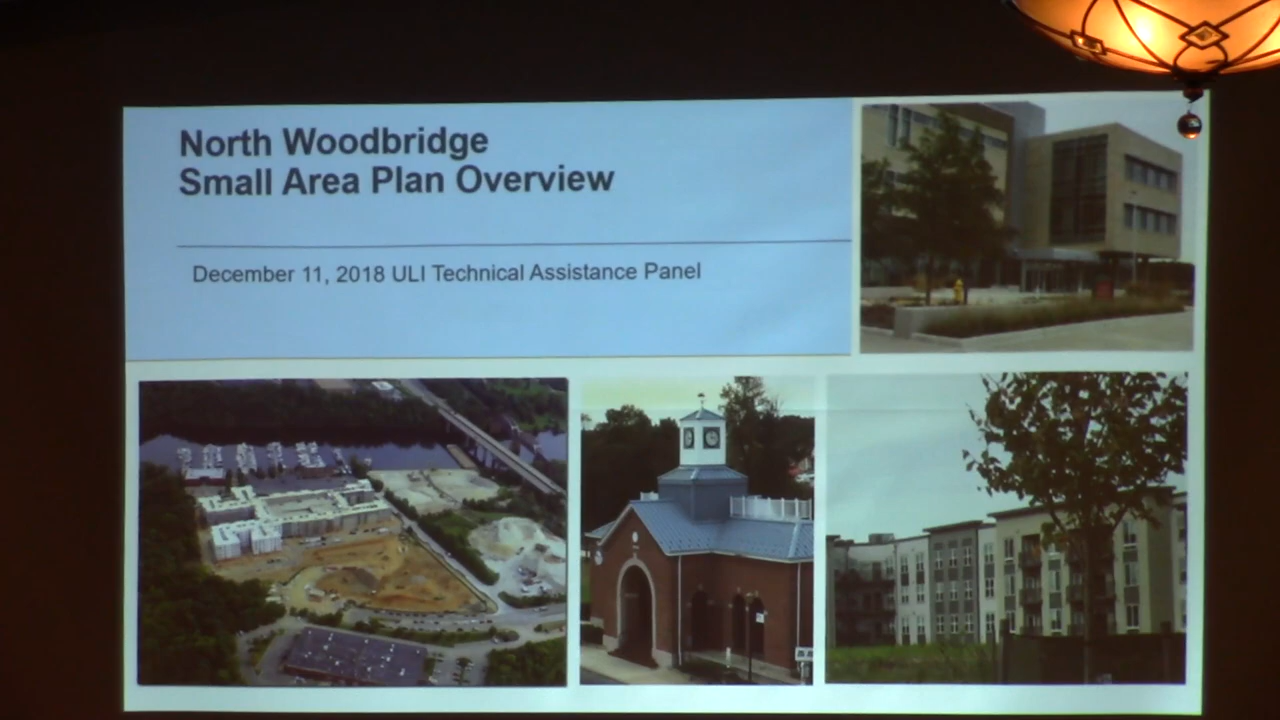 North Woodbridge
Small Area Plan Overview
December 11, 2018 ULI Technical Assistance Panel